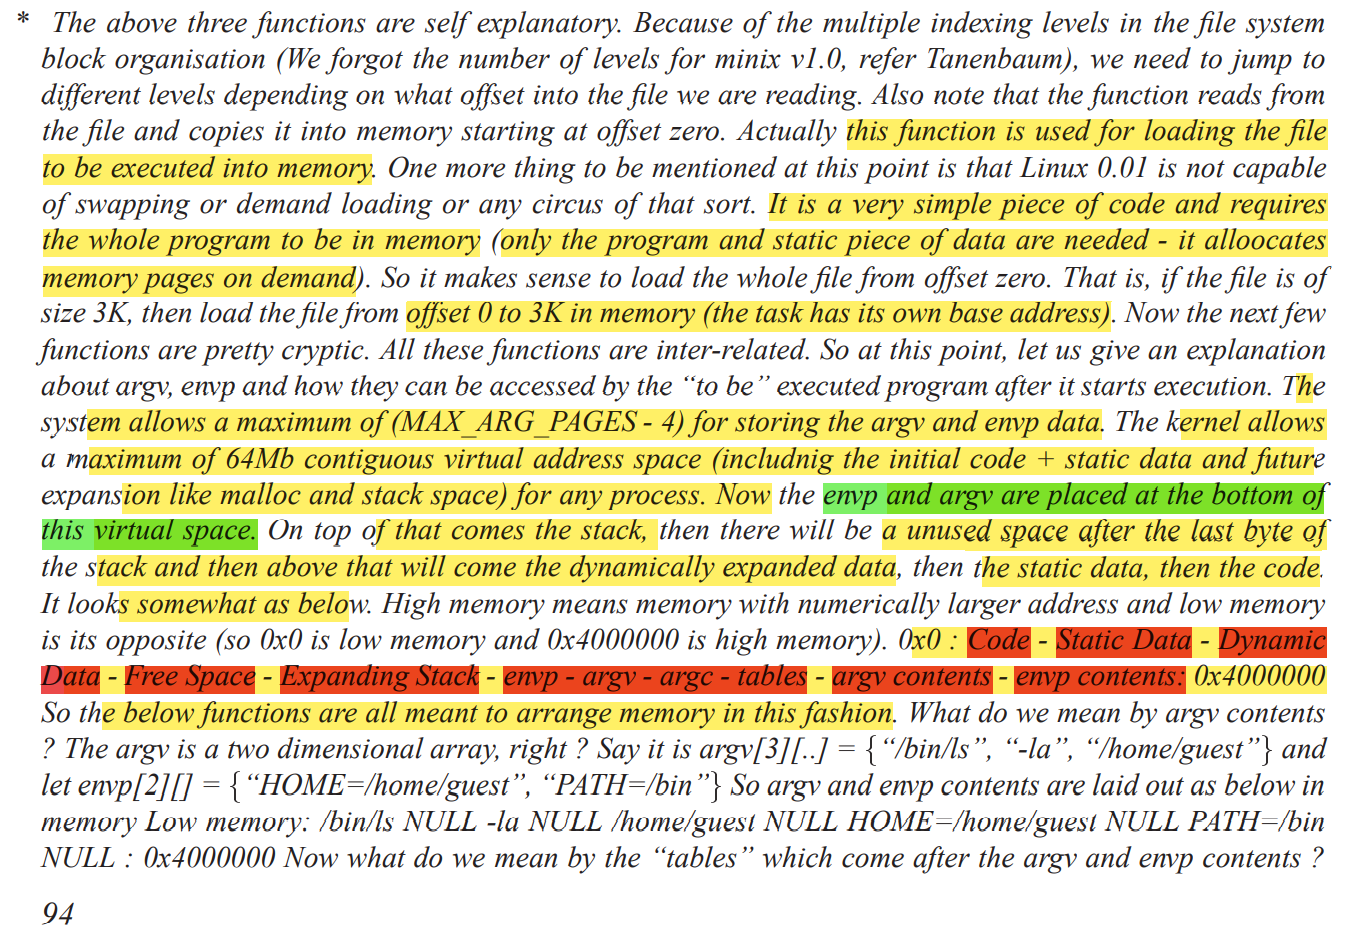 * The above three functions are self explanatory. Because of the multiple indexing levels in the file system
block organisation (We forgot the number of levels for minix v1.0, refer Tanenbaum), we need to jump to
different levels depending on what offset into the file we are reading. Also note that the function reads from
the file and copies it into memory starting at offset zero. Actually this function is used for loading the file
to be executed into memory. One more thing to be mentioned at this point is that Linux 0.01 is not capable
of swapping or demand loading or any circus of that sort. It is a very simple piece of code and requires
the whole program to be in memory (only the program and static piece of data are needed - it alloocates
memory pages on demand). So it makes sense to load the whole file from offset zero. That is, if the file is of
size 3K, then load the file from offset 0 to 3K in memory (the task has its own base address). Now the next few
functions are pretty cryptic. All these functions are inter-related. So at this point, let us give an explanation
about argv, envp and how they can be accessed by the “to be” executed program after it starts execution. The
system allows a maximum of (MAX_ARG_PAGES - 4) for storing the argv and envp data. The kernel allows
a maximum of 64Mb contiguous virtual address space (includnig the initial code + static data and future
expansion like malloc and stack space) for any process. Now the envp and argv are placed at the bottom of
this virtual space. On top of that comes the stack, then there will be a unused space after the last byte of
the stack and then above that will come the dynamically expanded data, then the static data, then the code.
It looks somewhat as below. High memory means memory with numerically larger address and low memory
is its opposite (so 0x0 is low memory and 0x4000000 is high memory). 0x0 : Code - Static Data - Dynamic
Data - Free Space - Expanding Stack - envp - argv - argc - tables - argv contents - envp contents: 0x4000000
So the below functions are all meant to arrange memory in this fashion. What do we mean by argv contents
? The argv is a two dimensional array, right ? Say it is argv[3][..] = {“/bin/ls”, “-la”, “/home/guest”} and
let envp[2][] = {“HOME=/home/guest”, “PATH=/bin”} So argv and envp contents are laid out as below in
memory Low memory: /bin/ls NULL -la NULL /home/guest NULL HOME=/home/guest NULL PATH=/bin
NULL : 0x4000000 Now what do we mean by the “tables” which come after the argv and envp contents ?
94